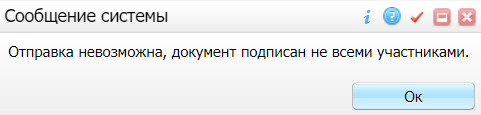 Сообщение системы
Отправка невозможна, документ подписан не всеми участниками.
Ок